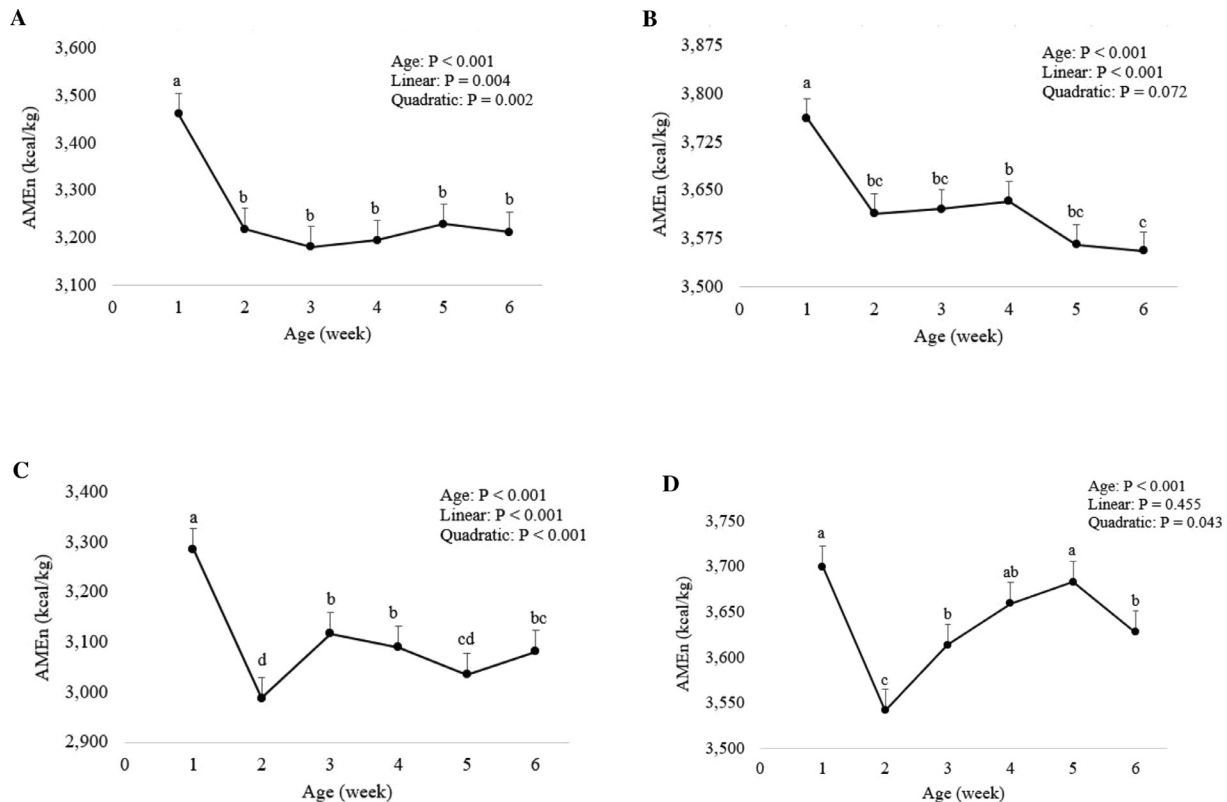 A
3,600
3,500
3,400
3,300
3,200
3,100
AMEn (kcal/kg)
Age: P < 0.001
Linear: P = 0.004
Quadratic: P = 0.002
a
b
b
b
b
b
0 1 2 3 4 5 6
Age (week)
B
3,875
3,800
3,725
3,650
3,575
3,500
AMEn (kcal/kg)
Age: P < 0.001
Linear: P < 0.001
Quadratic: P = 0.072
a
bc
bc
b
bc
c
0 1 2 3 4 5 6
Age (week)
C
3,400
3,300
3,200
3,100
3,000
2,900
AMEn (kcal/kg)
Age: P < 0.001
Linear: P < 0.001
Quadratic: P < 0.001
a
d
b
b
cd
bc
0 1 2 3 4 5 6
Age (week)
D
3,750
3,700
3,650
3,600
3,550
3,500
AMEn (kcal/kg)
Age: P < 0.001
Linear: P = 0.455
Quadratic: P = 0.043
a
c
b
ab
a
b
0 1 2 3 4 5 6
Age (week)